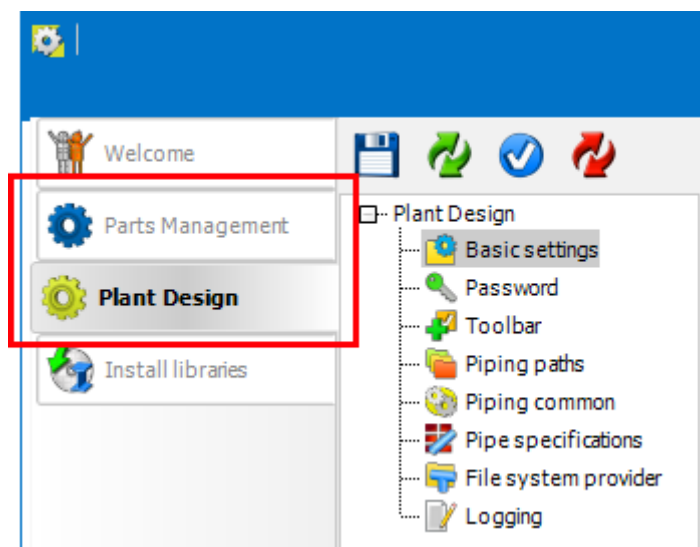 Welcome
Parts Management
Plant Design
Install libraries
Plant Design
Basic settings
Password
Toolbar
Piping paths
Piping common
Pipe specifications
File system provider
Logging